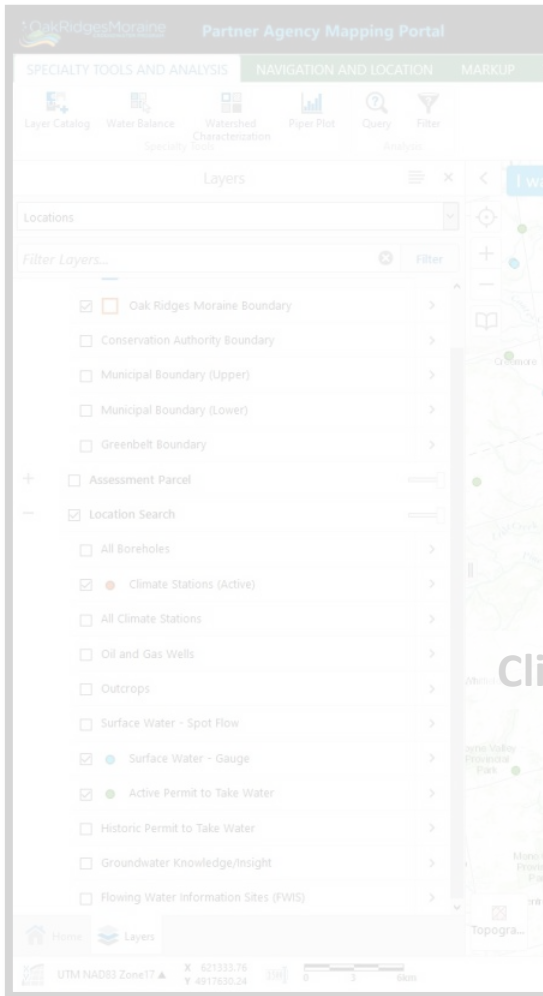 OakRidgesMoraine
Partner Agency Mapping Portal
SPECIALTY TOOLS AND ANALYSIS NAVIGATION AND LOCATION MARKUP
Layer Catalog Water Balance Watershed Characterization Piper Plot Query Filter
Specialty Tools Analysis
Layers
I wa
Locations
Filter Layers... Filter
Oak Ridges Moraine Boundary
Conservation Authority Boundary
Creemore
Municipal Boundary (Upper)
Municipal Boundary (Lower)
Greenbelt Boundary
Assessment Parcel
Location Search
All Boreholes
Climate Stations (Active)
All Climate Stations
Oil and Gas Wells
Cli
Outcrops
Surface Water - Spot Flow
Surface Water - Gauge
Provincial
Park
Active Permit to Take Water
Historic Permit to Take Water
Groundwater Knowledge/Insight
Flowing Water Information Sites (FWIS)
Home Layers
Topogra...
UTM NAD83 Zone17 X 621333.76
Y 4917630.24
0 3 6km